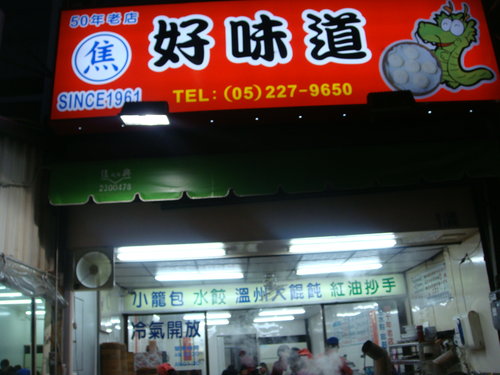 50年老店
焦
SINCE1961
好味道
TEL:(05)227-9650
2300478
小籠包 水餃 溫州大餛飩 紅油抄手
冷氣開放